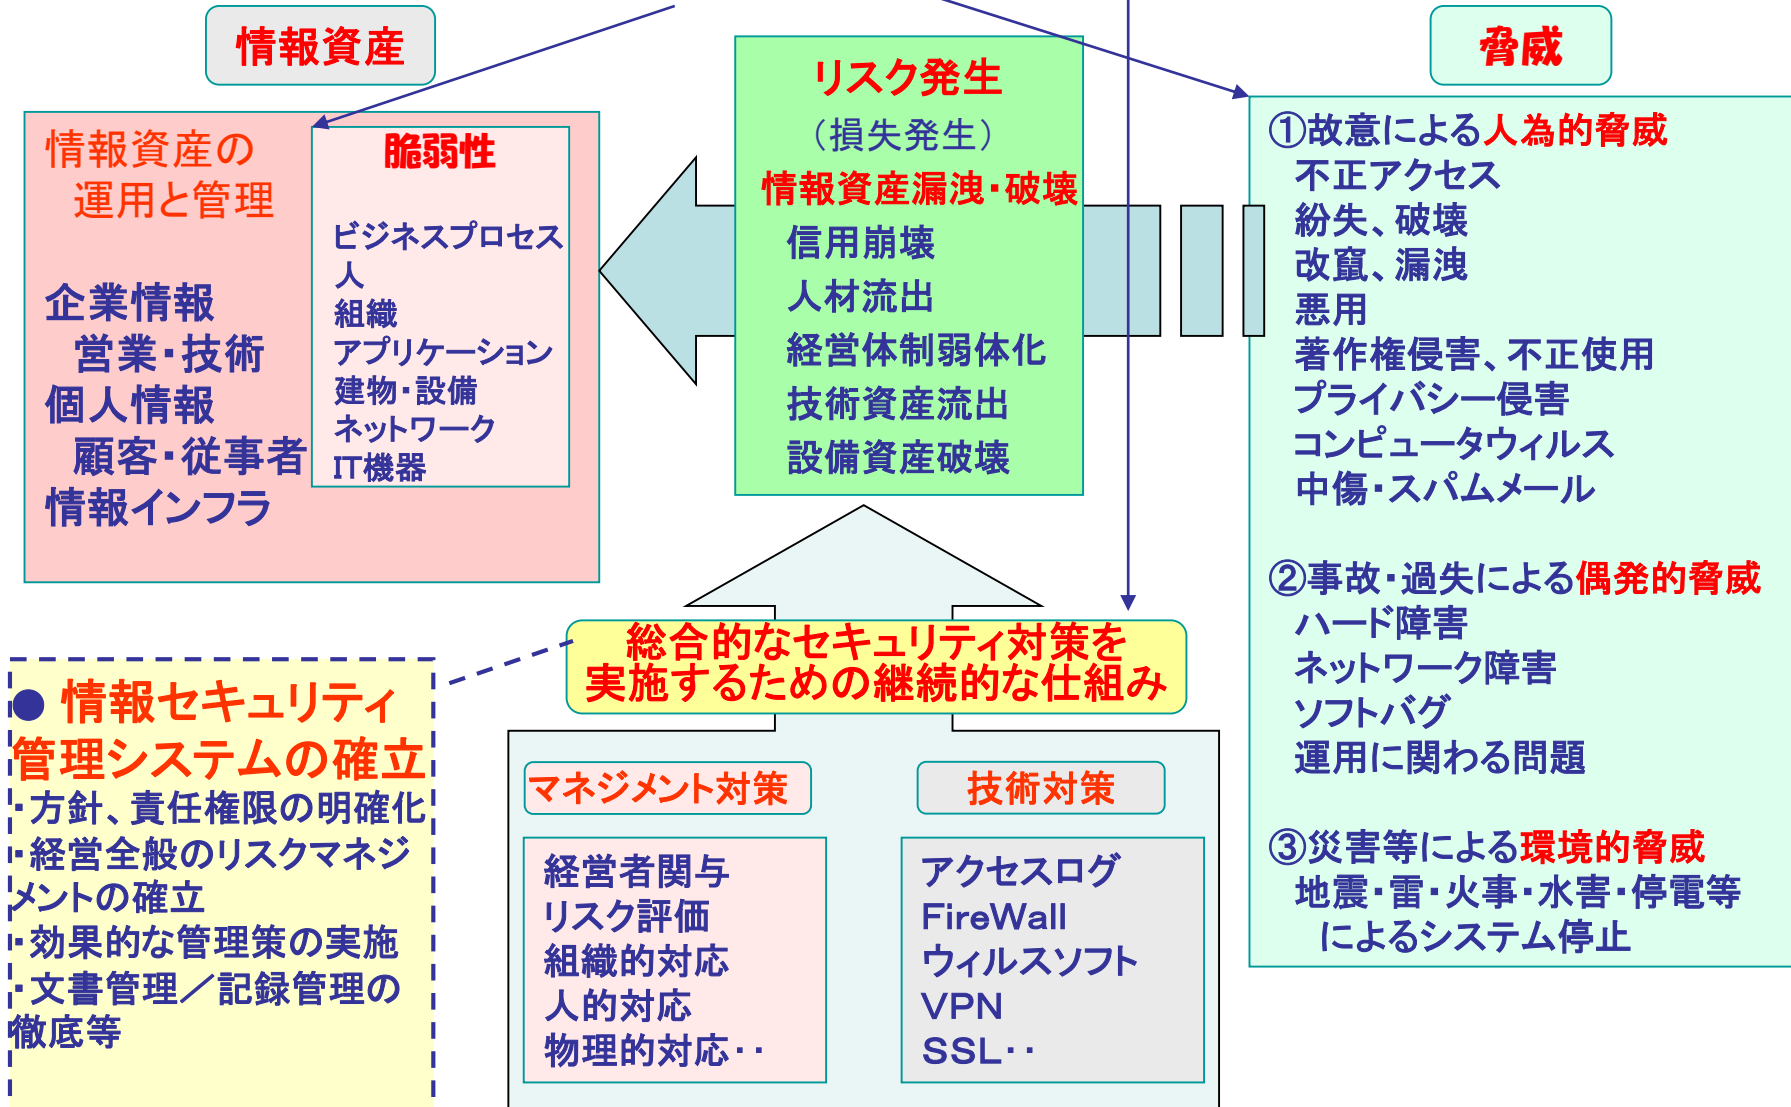 情報資産
情報資産の
運用と管理
企業情報
営業・技術
個人情報
顧客・従事者
情報インフラ
脆弱性
ビジネスプロセス
人
組織
アプリケーション
建物・設備
ネットワーク
IT機器
リスク発生
（損失発生）
情報資産漏洩・破壊
信用崩壊
人材流出
経営体制弱体化
技術資産流出
設備資産破壊
脅威
①故意による人為的脅威
不正アクセス
紛失、破壊
改竄、漏洩
悪用
著作権侵害、不正使用
プライバシー侵害
コンピュータウィルス
中傷・スパムメール
②事故・過失による偶発的脅威
ハード障害
ネットワーク障害
ソフトバグ
運用に関わる問題
③災害等による環境的脅威
地震・雷・火事・水害・停電等
によるシステム停止
総合的なセキュリティ対策を
実施するための継続的な仕組み
● 情報セキュリティ
管理システムの確立
・方針、責任権限の明確化
・経営全般のリスクマネジ
メントの確立
・効果的な管理策の実施
・文書管理／記録管理の
徹底等
マネジメント対策
経営者関与
リスク評価
組織的対応
人的対応
物理的対応・・
技術対策
アクセスログ
FireWall
ウィルスソフト
VPN
SSL・・